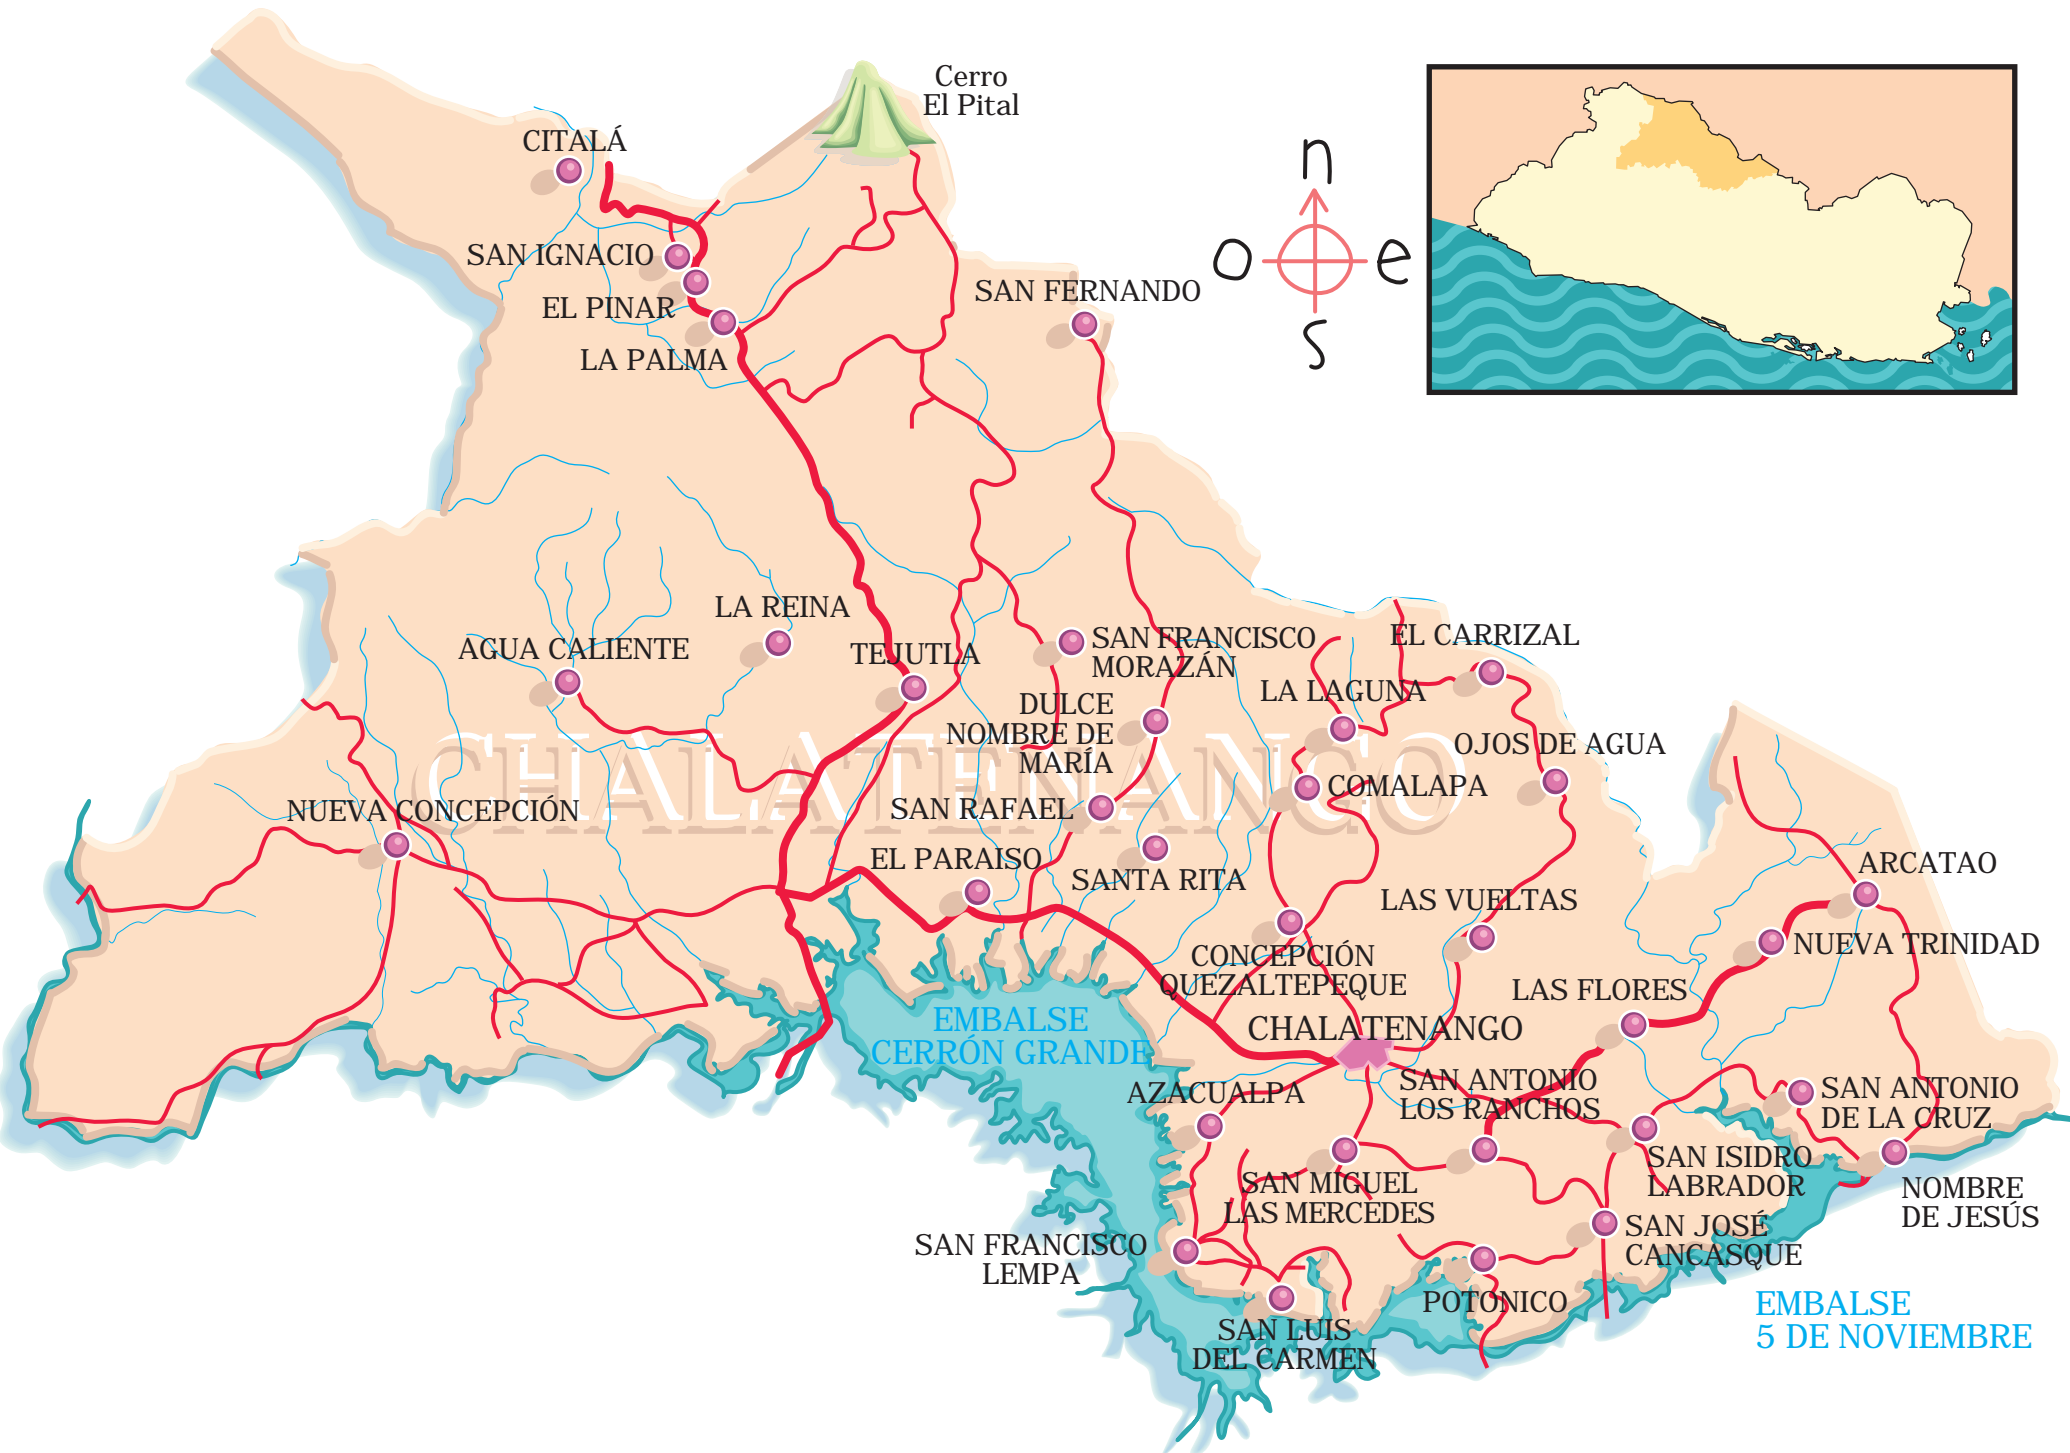 Cerro
El Pital
CITALÁ
n
o
e
s
SAN IGNACIO
EL PINAR
LA PALMA
SAN FERNANDO
LA REINA
AGUA CALIENTE
TEJUTLA
SAN FRANCISCO
MORAZÁN
EL CARRIZAL
LA LAGUNA
DULCE
NOMBRE DE
MARÍA
OJOS DE AGUA
CHALATENANGO
COMALAPA
NUEVA CONCEPCIÓN
SAN RAFAEL
EL PARAISO
SANTA RITA
ARCATAO
LAS VUELTAS
NUEVA TRINIDAD
CONCEPCIÓN
QUEZALTEPEQUE
LAS FLORES
EMBALSE
CERRÓN GRANDE
CHALATENANGO
AZACUALPA
SAN ANTONIO
LOS RANCHOS
SAN ANTONIO
DE LA CRUZ
SAN ISIDRO
LABRADOR
SAN MIGUEL
LAS MERCEDES
NOMBRE
DE JESÚS
SAN JOSÉ
CANCASQUE
SAN FRANCISCO
LEMPA
POTONICO
SAN LUIS
DEL CARMEN
EMBALSE
5 DE NOVIEMBRE